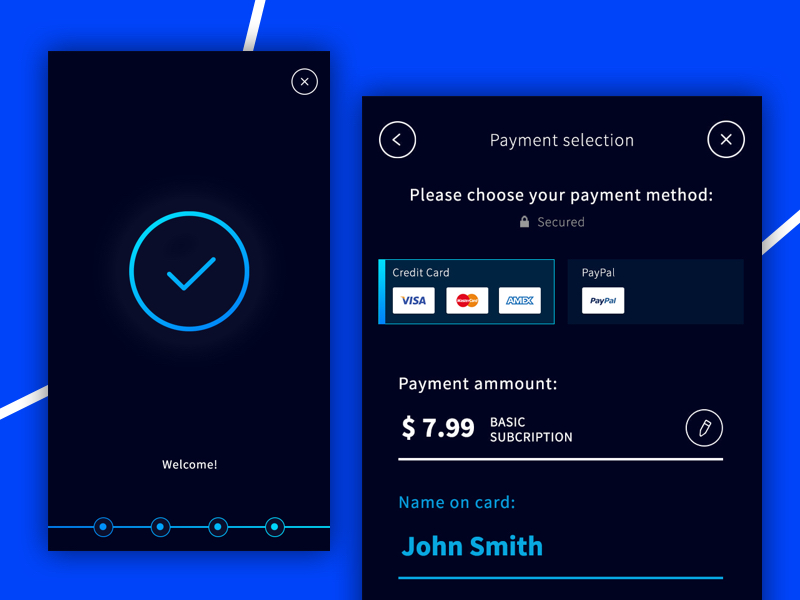 Welcome!
Payment selection
Please choose your payment method:
Secured
Credit Card
VISA MasterCard AMEX
PayPal
PayPal
Payment ammount:
$ 7.99 BASIC
SUBCRIPTION
Name on card:
John Smith